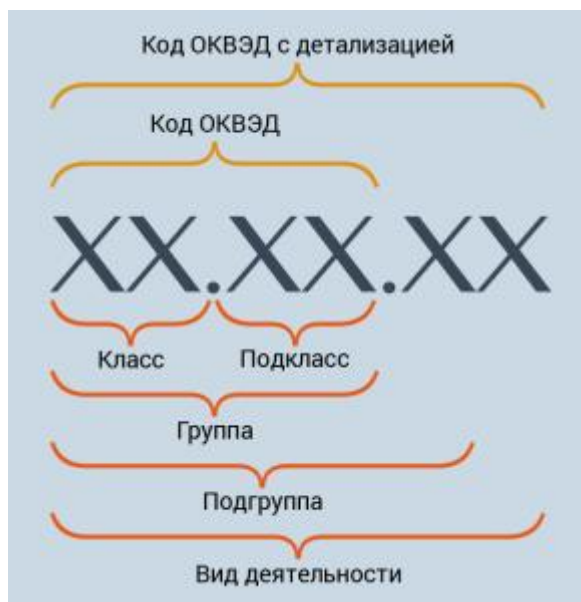 Код ОКВЭД с детализацией
Код ОКВЭД
XX.XX.XX
Класс Подкласс
Группа
Подгруппа
Вид деятельности